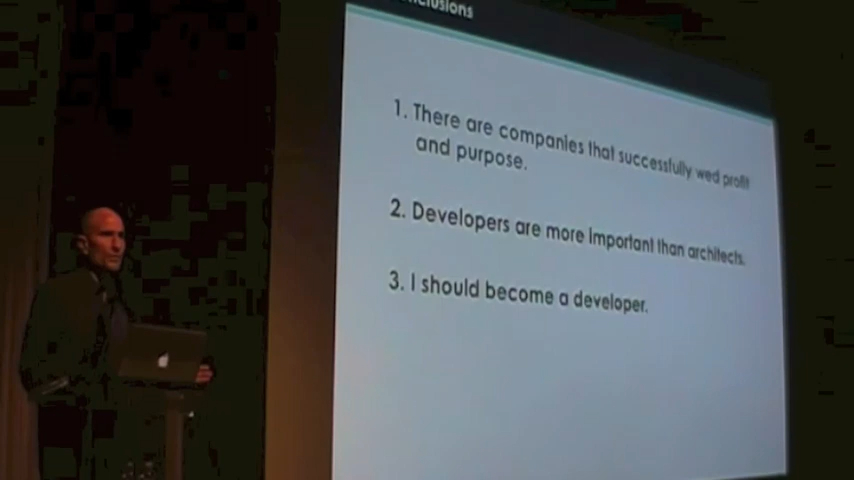 Conclusions
1. There are companies that successfully wed profit
and purpose.
2. Developers are more important than architects.
3. I should become a developer.